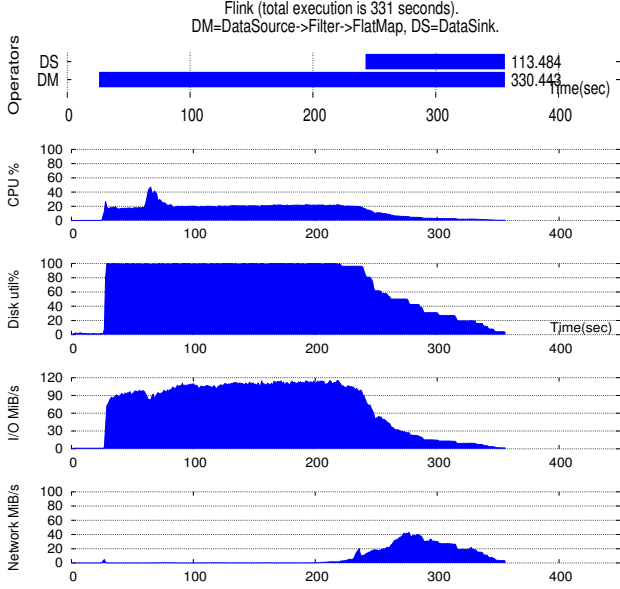 Flink (total execution is 331 seconds).
DM=DataSource->Filter->FlatMap, DS=DataSink.
Operators
DS
113.484
DM
330.443
Time(sec)
0 100 200 300 400
CPU %
100
80
60
40
20
0
0 100 200 300 400
Disk util%
100
80
60
40
20
0
Time(sec)
0 100 200 300 400
I/O MiB/s
120
90
60
30
0
0 100 200 300 400
Network MiB/s
100
80
60
40
20
0
0 100 200 300 400